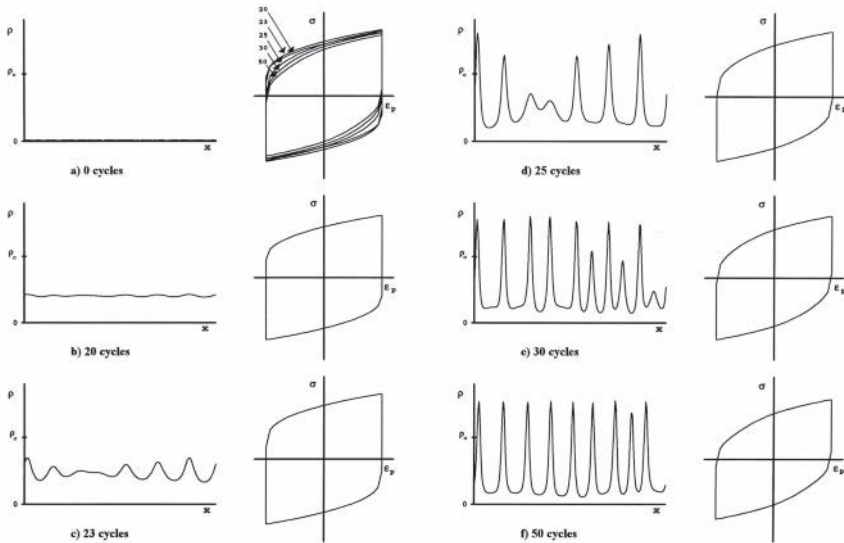 ρ
ρc
0
x
a) 0 cycles
20
23
25
30
50
σ
εp
ρ
ρc
0
x
b) 20 cycles
σ
εp
ρ
ρc
0
x
c) 23 cycles
σ
εp
ρ
ρc
0
x
d) 25 cycles
σ
εp
ρ
ρc
0
x
e) 30 cycles
σ
εp
ρ
ρc
0
x
f) 50 cycles
σ
εp